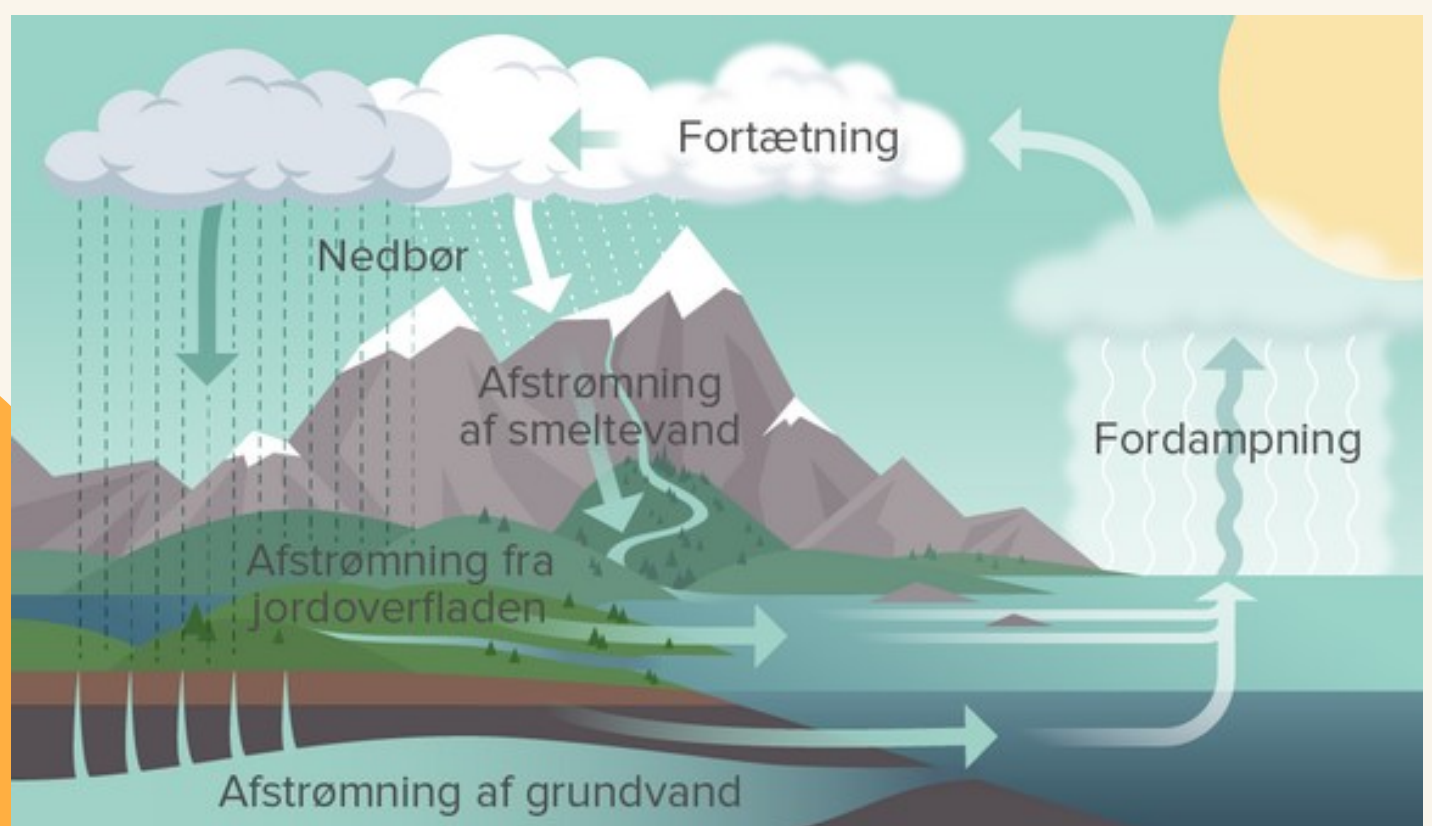 Fortætning
Nedbør
Afstrømning
af smeltevand
Fordampning
Afstrømning fra
jordoverfladen
Afstrømning af grundvand